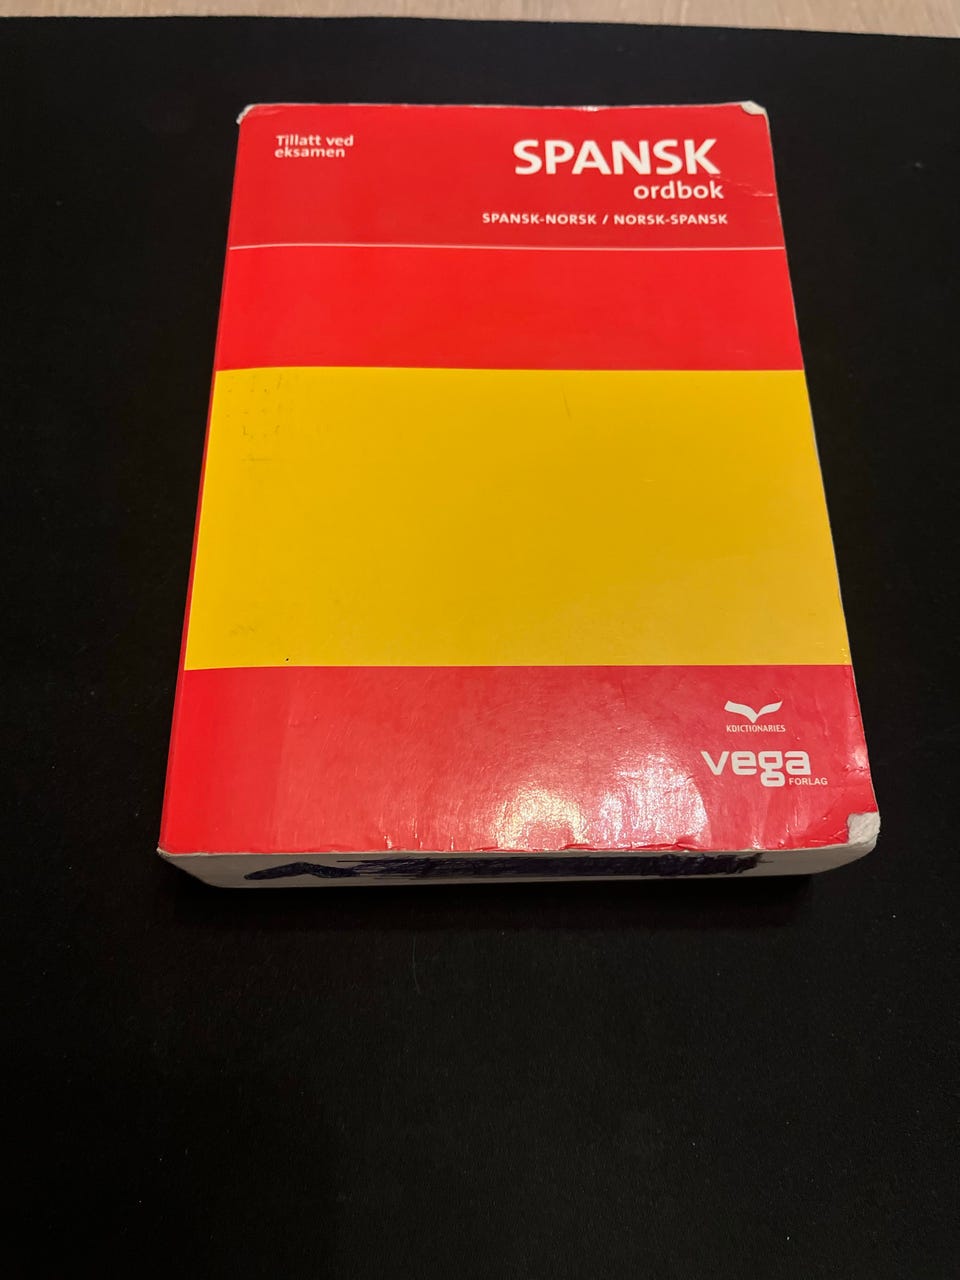 Tillatt ved
eksamen
SPANSK
ordbok
SPANSK-NORSK / NORSK-SPANSK
KDICTIONARIES
vega
FORLAG